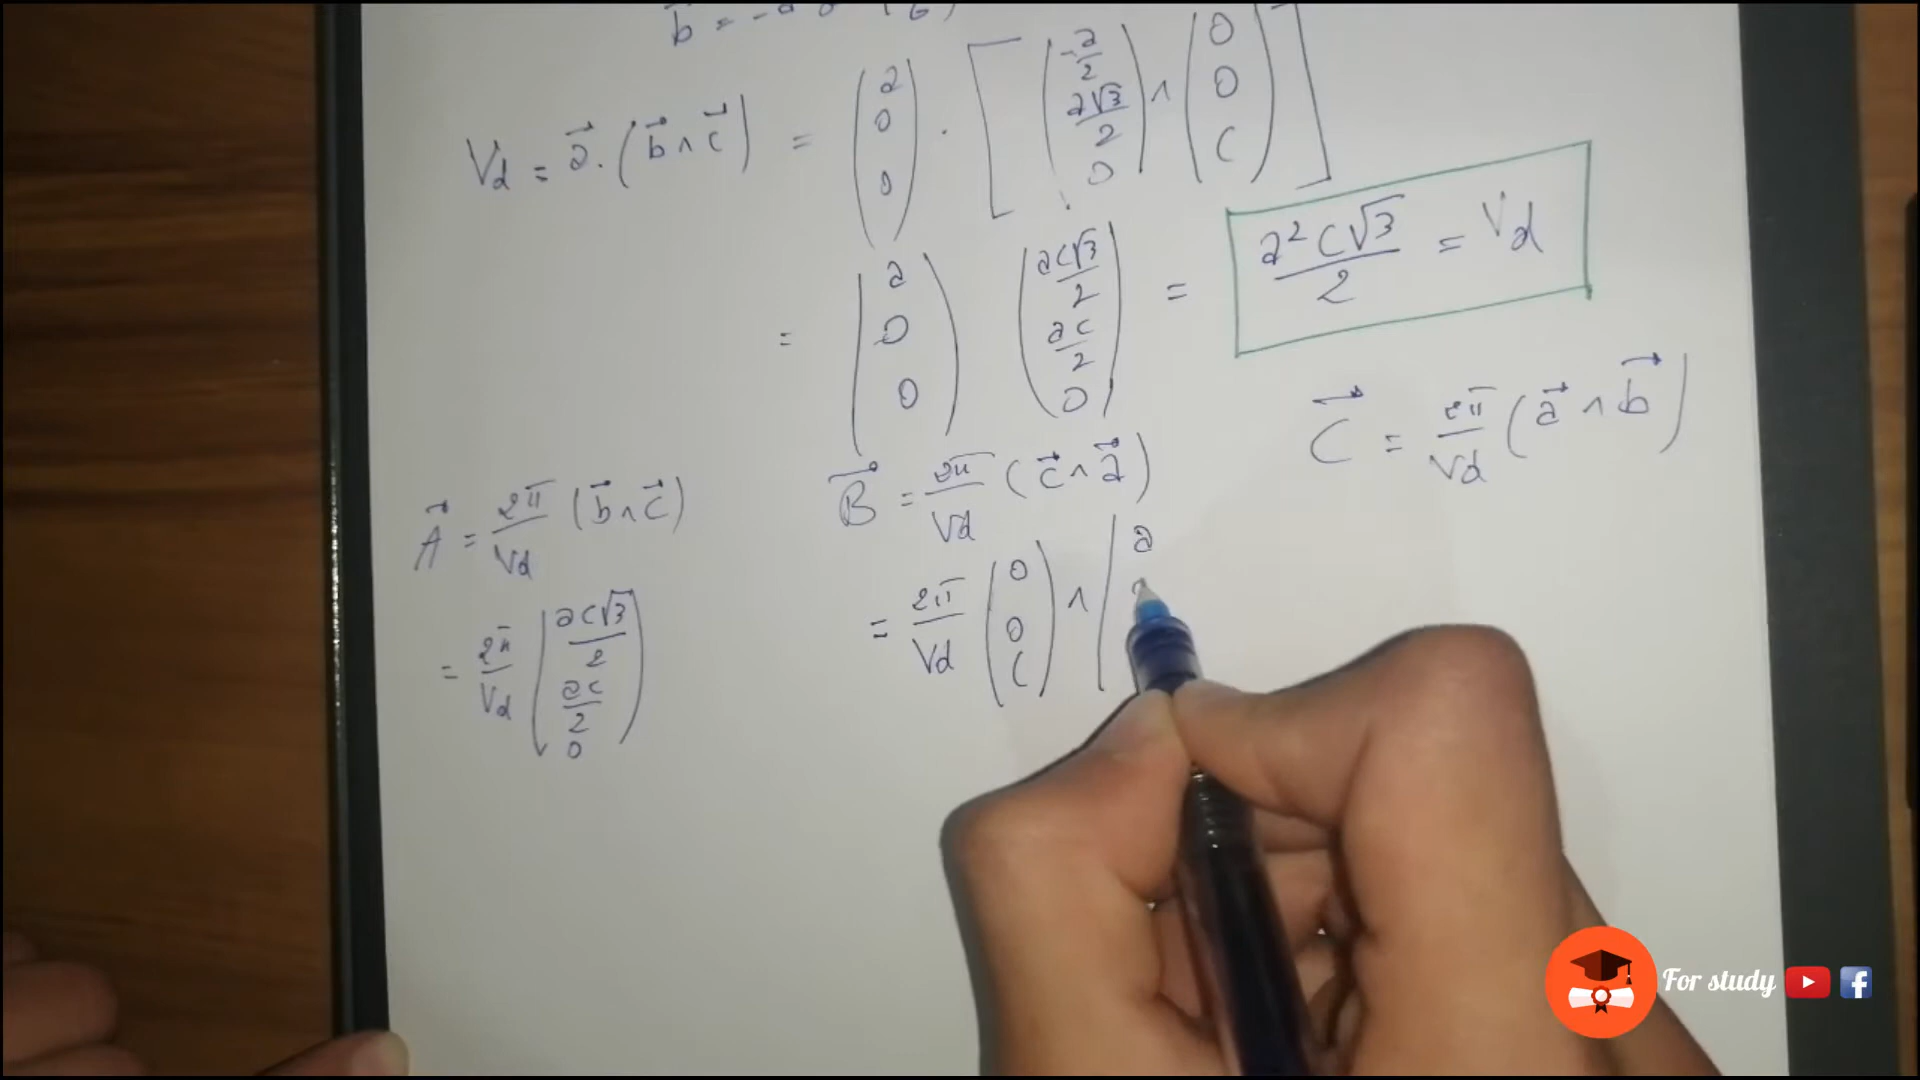 b⃗ = -a
Vd = a⃗ . (b⃗ ∧ c⃗) = (a 0 0) . [(-a/2 a√3/2 0) ∧ (0 0 c)]
= (a 0 0) (ac√3/2 ac/2 0) = a²c√3/2 = Vd
A⃗ = 2π/Vd (b⃗ ∧ c⃗)
= 2π/Vd (ac√3/2 ac/2 0)
B⃗ = 2π/Vd (c⃗ ∧ a⃗)
= 2π/Vd (0 0 c) ∧ (a
C⃗ = 2π/Vd (a⃗ ∧ b⃗)
For study